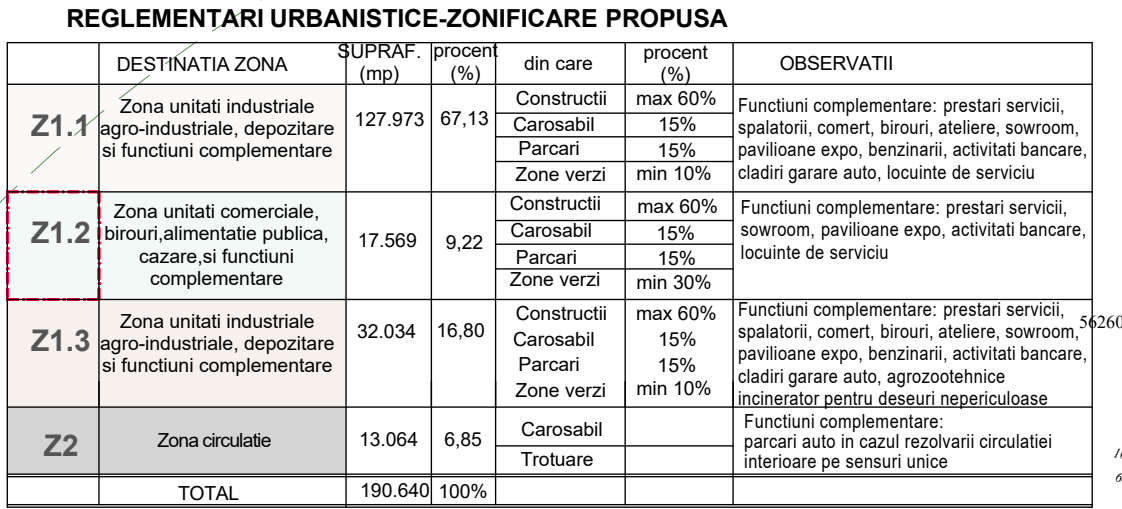 REGLEMENTARI URBANISTICE-ZONIFICARE PROPUSA
DESTINATIA ZONA
SUPRAF.
(mp)
procent
(%)
din care
procent
(%)
OBSERVATII
Z1.1
Zona unitati industriale
agro-industriale, depozitare
si functiuni complementare
127.973
67,13
Constructii max 60%
Carosabil 15%
Parcari 15%
Zone verzi min 10%
Functiuni complementare: prestari servicii,
spalatorii, comert, birouri, ateliere, sowroom,
pavilioane expo, benzinarii, activitati bancare,
cladiri garare auto, locuinte de serviciu
Z1.2
Zona unitati comerciale,
birouri,alimentatie publica,
cazare,si functiuni
complementare
17.569
9,22
Constructii max 60%
Carosabil 15%
Parcari 15%
Zone verzi min 30%
Functiuni complementare: prestari servicii,
sowroom, pavilioane expo, activitati bancare,
locuinte de serviciu
Z1.3
Zona unitati industriale
agro-industriale, depozitare
si functiuni complementare
32.034
16,80
Constructii max 60%
Carosabil 15%
Parcari 15%
Zone verzi min 10%
Functiuni complementare: prestari servicii,
spalatorii, comert, birouri, ateliere, sowroom,
pavilioane expo, benzinarii, activitati bancare,
cladiri garare auto, agrozootehnice
incinerator pentru deseuri nepericuloase
56260
Z2
Zona circulatie
13.064
6,85
Carosabil
Trotuare
Functiuni complementare:
parcari auto in cazul rezolvarii circulatiei
interioare pe sensuri unice
TOTAL
190.640
100%